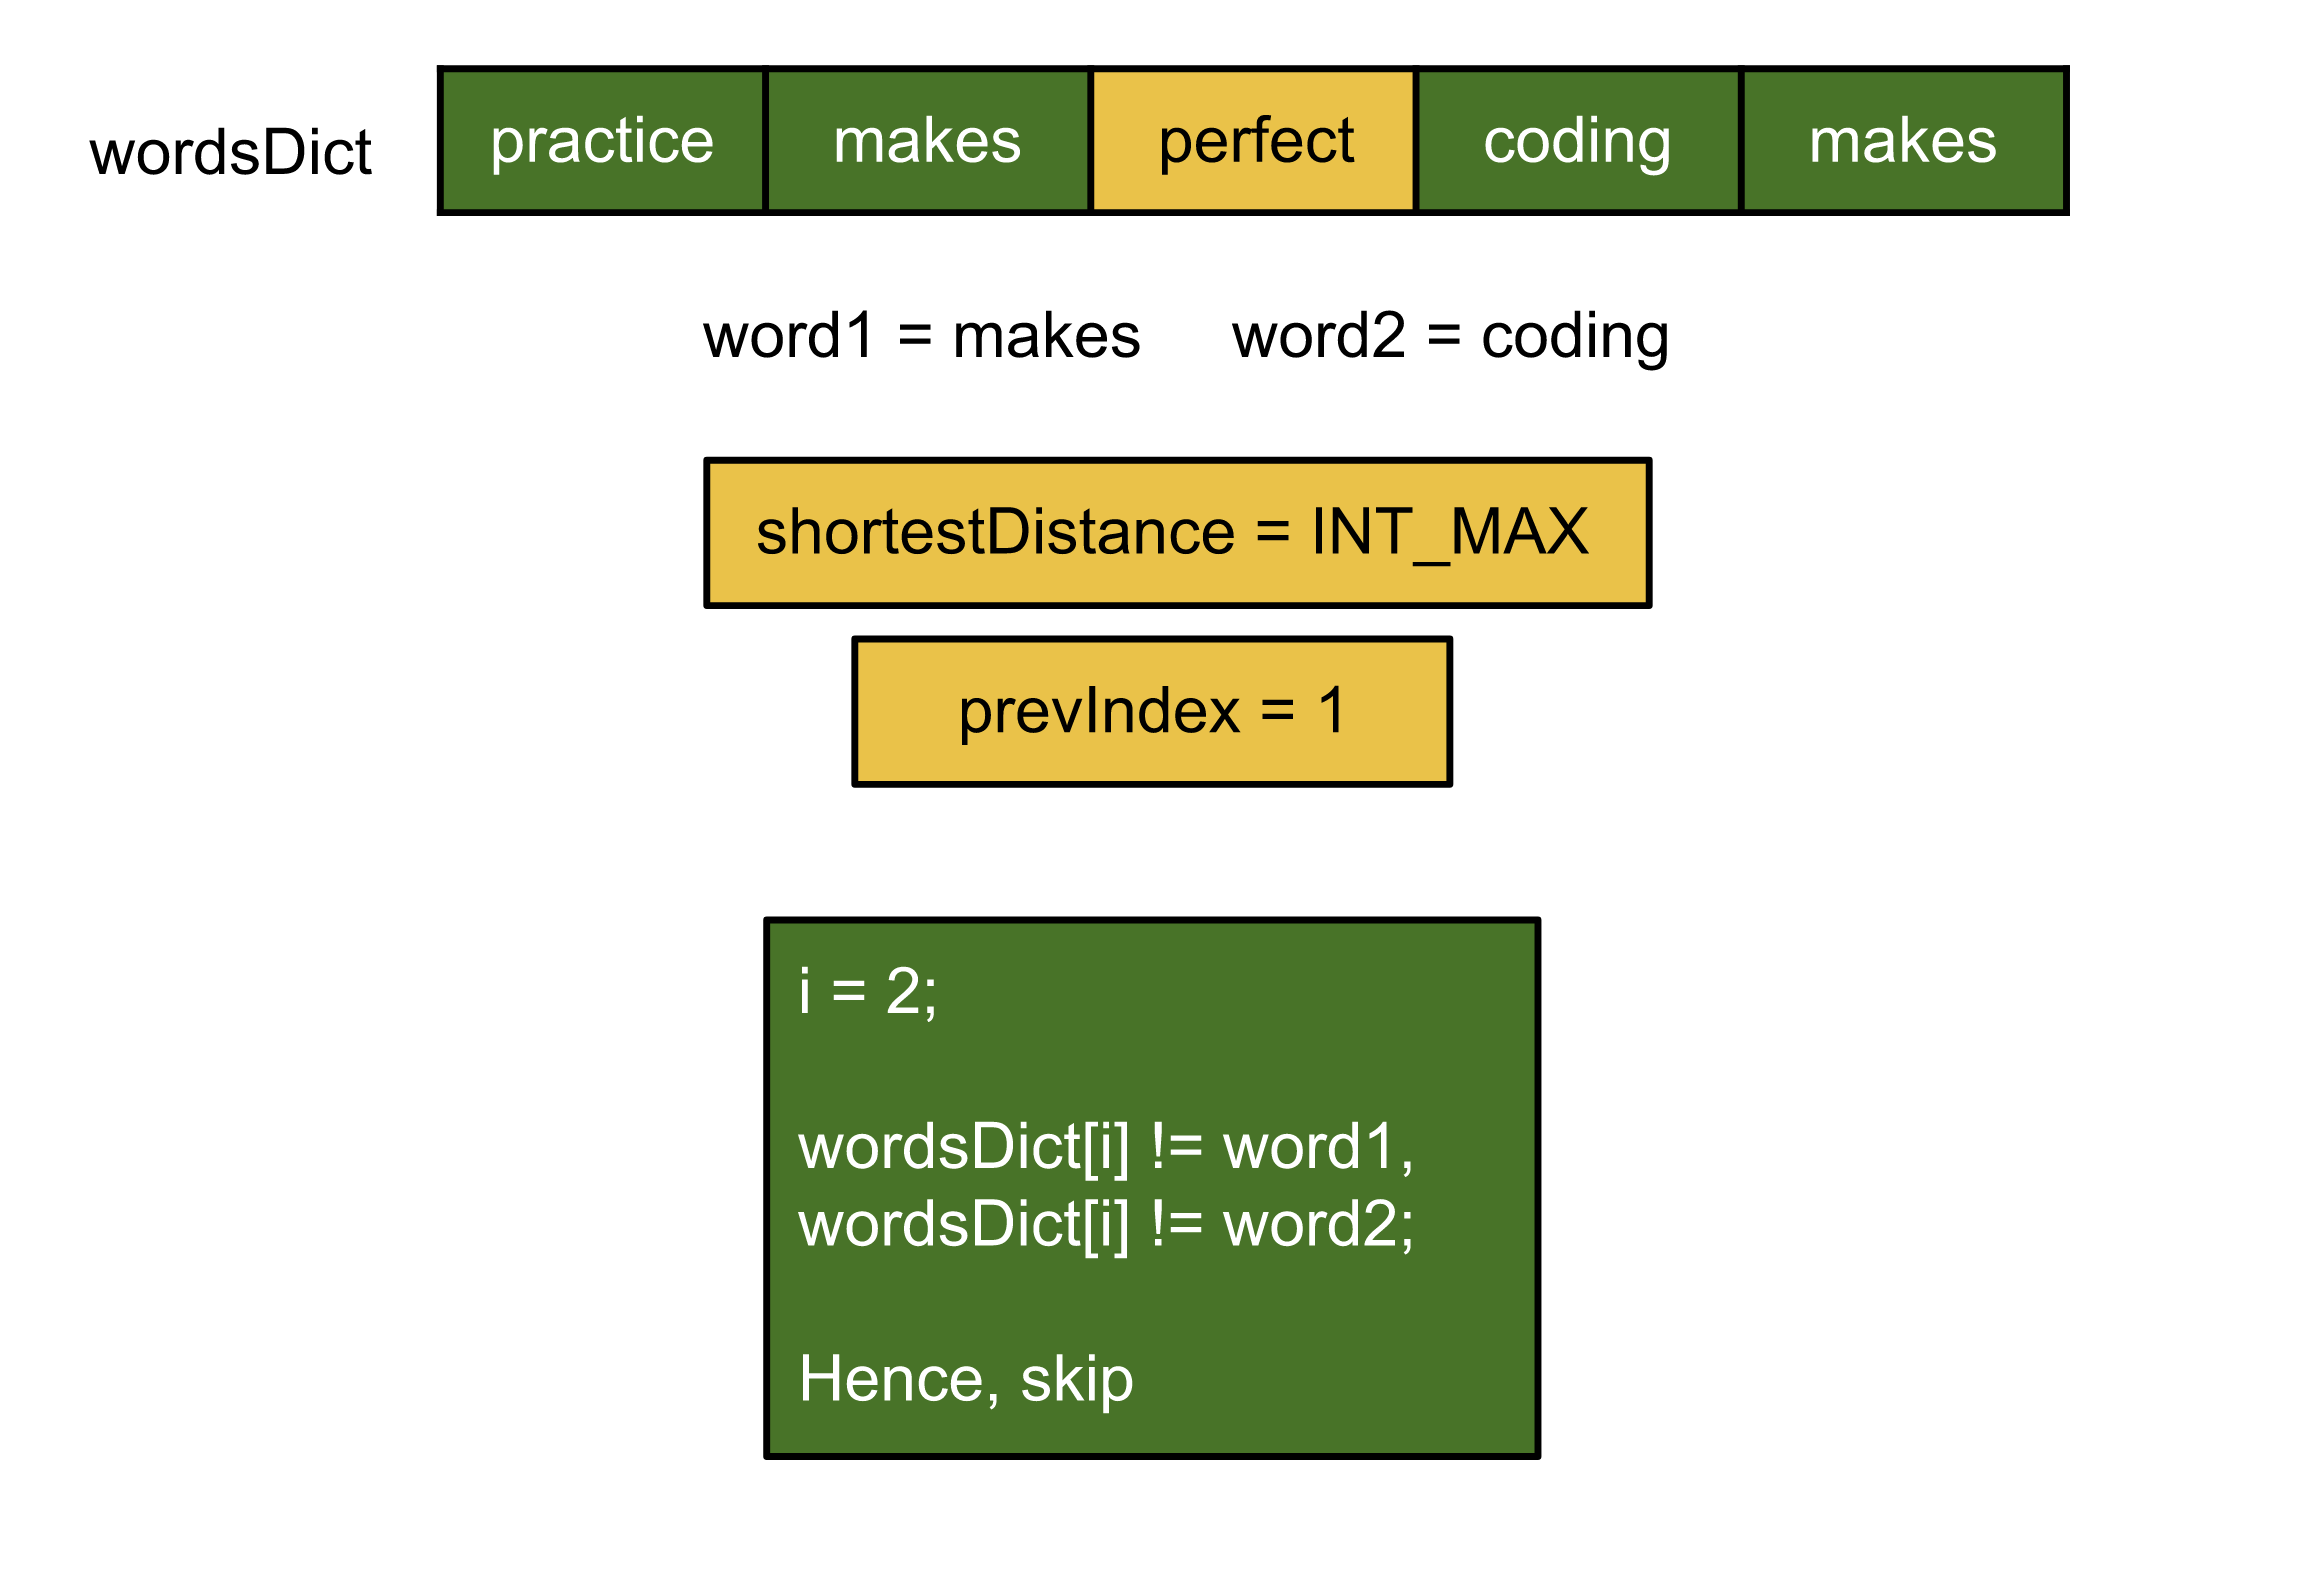 wordsDict practice makes perfect coding makes
word1 = makes word2 = coding
shortestDistance = INT_MAX
prevIndex = 1
i = 2;
wordsDict[i] != word1,
wordsDict[i] != word2;
Hence, skip